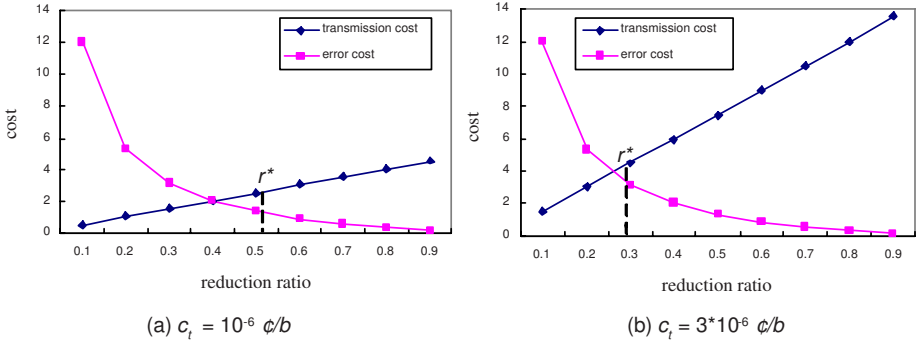 14
12
10
8
6
4
2
0
cost
transmission cost
error cost
r*
0.1 0.2 0.3 0.4 0.5 0.6 0.7 0.8 0.9
reduction ratio
(a) cₜ = 10⁻⁶ ¢/b
14
12
10
8
6
4
2
0
cost
transmission cost
error cost
r*
0.1 0.2 0.3 0.4 0.5 0.6 0.7 0.8 0.9
reduction ratio
(b) cₜ = 3*10⁻⁶ ¢/b